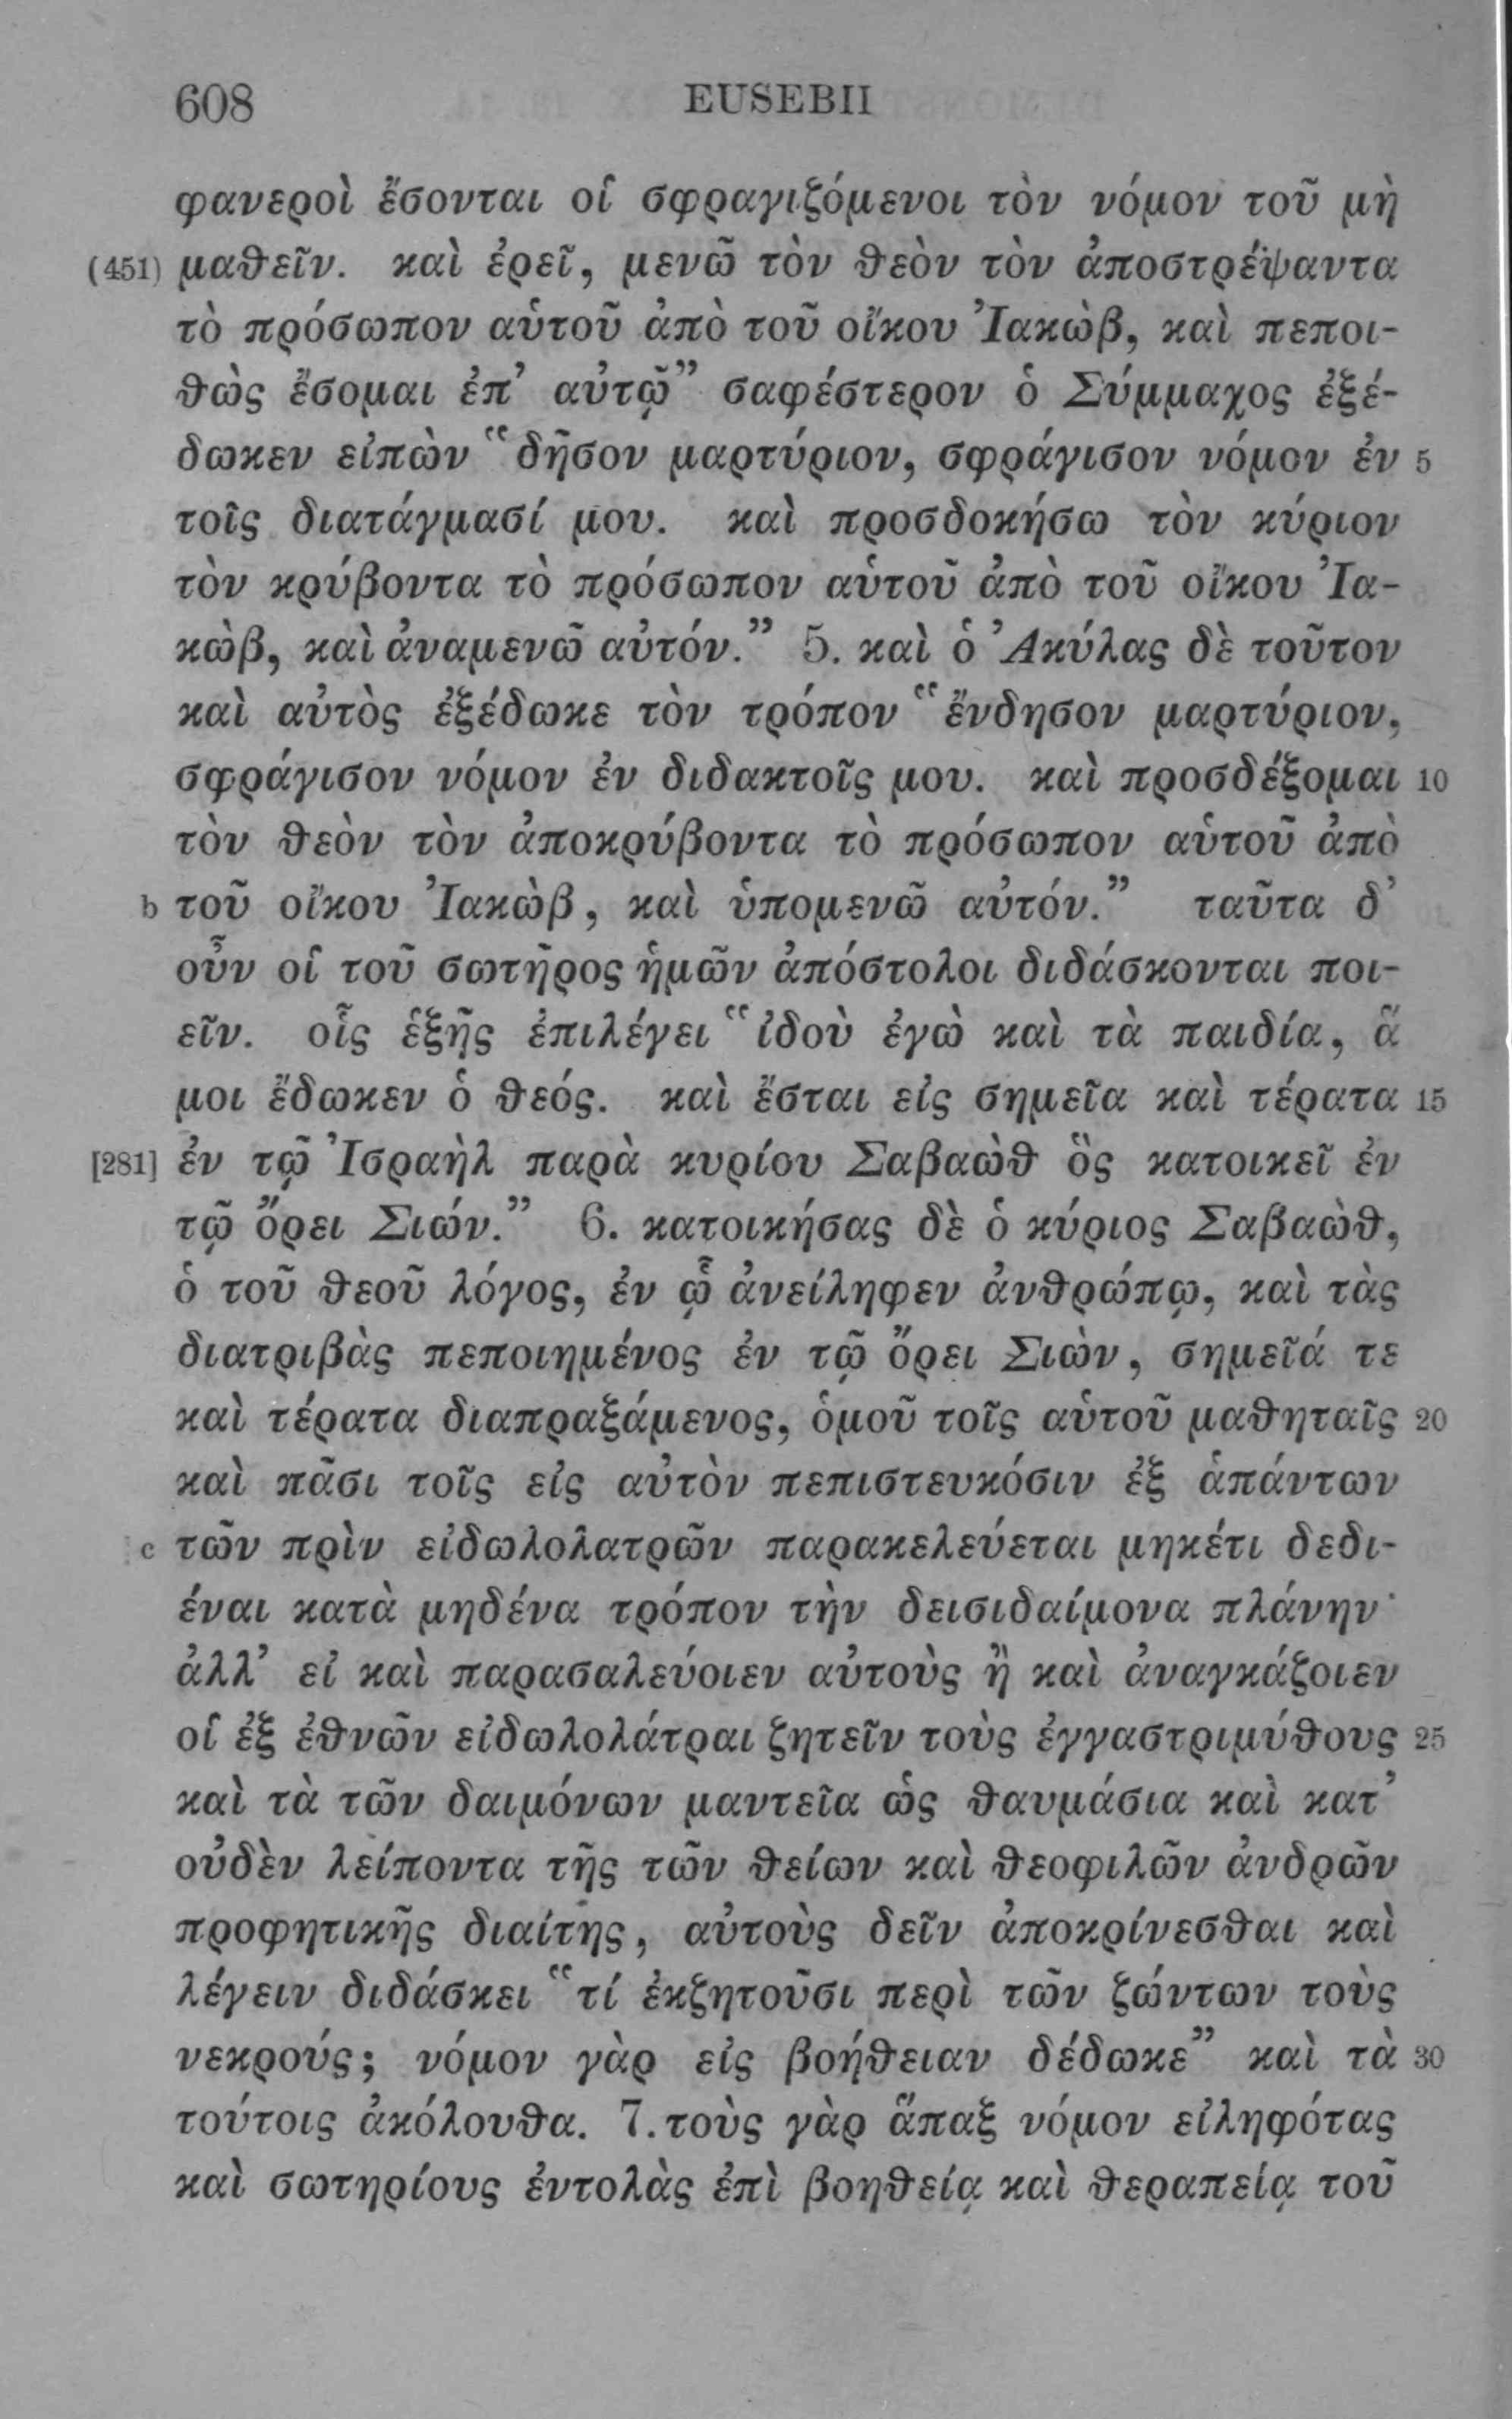 608 EUSEBII
φανεροὶ ἔσονται οἱ σφραγιζόμενοι τὸν νόμον τοῦ μὴ
(451) μαθεῖν. καὶ ἐρεῖ, μενῶ τὸν θεὸν τὸν ἀποστρέψαντα
τὸ πρόσωπον αὑτοῦ ἀπὸ τοῦ οἴκου Ἰακὼβ, καὶ πεποι-
θὼς ἔσομαι ἐπ’ αὐτῷ” σαφέστερον ὁ Σύμμαχος ἐξέ-
δωκεν εἰπὼν “δῆσον μαρτύριον, σφράγισον νόμον ἐν 5
τοῖς διατάγμασί μου. καὶ προσδοκήσω τὸν κύριον
τὸν κρύβοντα τὸ πρόσωπον αὑτοῦ ἀπὸ τοῦ οἴκου Ἰα-
κὼβ, καὶ ἀναμενῶ αὐτόν.” 5. καὶ ὁ Ἀκύλας δὲ τοῦτον
καὶ αὐτὸς ἐξέδωκε τὸν τρόπον “ἔνδησον μαρτύριον,
σφράγισον νόμον ἐν διδακτοῖς μου. καὶ προσδέξομαι 10
τὸν θεὸν τὸν ἀποκρύβοντα τὸ πρόσωπον αὑτοῦ ἀπὸ
b τοῦ οἴκου Ἰακὼβ, καὶ ὑπομενῶ αὐτόν.” ταῦτα δ’
οὖν οἱ τοῦ σωτῆρος ἡμῶν ἀπόστολοι διδάσκονται ποι-
εῖν. οἷς ἑξῆς ἐπιλέγει “ἰδοὺ ἐγὼ καὶ τὰ παιδία, ἅ
μοι ἔδωκεν ὁ θεός. καὶ ἔσται εἰς σημεῖα καὶ τέρατα 15
[281] ἐν τῷ Ἰσραὴλ παρὰ κυρίου Σαβαὼθ ὃς κατοικεῖ ἐν
τῷ ὄρει Σιών.” 6. κατοικήσας δὲ ὁ κύριος Σαβαὼθ,
ὁ τοῦ θεοῦ λόγος, ἐν ᾧ ἀνείληφεν ἀνθρώπῳ, καὶ τὰς
διατριβὰς πεποιημένος ἐν τῷ ὄρει Σιὼν, σημεῖά τε
καὶ τέρατα διαπραξάμενος, ὁμοῦ τοῖς αὑτοῦ μαθηταῖς 20
καὶ πᾶσι τοῖς εἰς αὐτὸν πεπιστευκόσιν ἐξ ἁπάντων
c τῶν πρὶν εἰδωλολατρῶν παρακελεύεται μηκέτι δεδι-
έναι κατὰ μηδένα τρόπον τὴν δεισιδαίμονα πλάνην·
ἀλλ’ εἰ καὶ παρασαλεύοιεν αὐτοὺς ἢ καὶ ἀναγκάζοιεν
οἱ ἐξ ἐθνῶν εἰδωλολάτραι ζητεῖν τοὺς ἐγγαστριμύθους 25
καὶ τὰ τῶν δαιμόνων μαντεῖα ὡς θαυμάσια καὶ κατ’
οὐδὲν λείποντα τῆς τῶν θείων καὶ θεοφιλῶν ἀνδρῶν
προφητικῆς διαίτης, αὐτοὺς δεῖν ἀποκρίνεσθαι καὶ
λέγειν διδάσκει “τί ἐκζητοῦσι περὶ τῶν ζώντων τοὺς
νεκρούς; νόμον γὰρ εἰς βοήθειαν δέδωκε” καὶ τὰ 30
τούτοις ἀκόλουθα. 7. τοὺς γὰρ ἅπαξ νόμον εἰληφότας
καὶ σωτηρίους ἐντολὰς ἐπὶ βοηθείᾳ καὶ θεραπείᾳ τοῦ